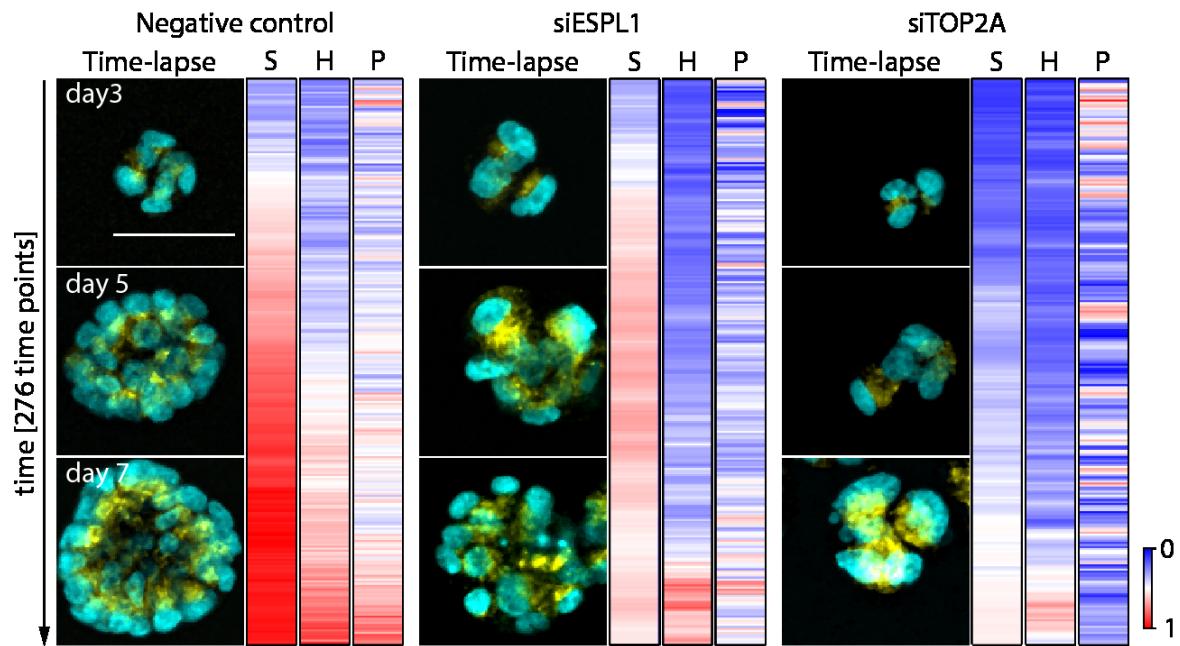 Negative control
siESPL1
siTOP2A
Time-lapse S H P
Time-lapse S H P
Time-lapse S H P
day3
day 5
day 7
time [276 time points]
0
1